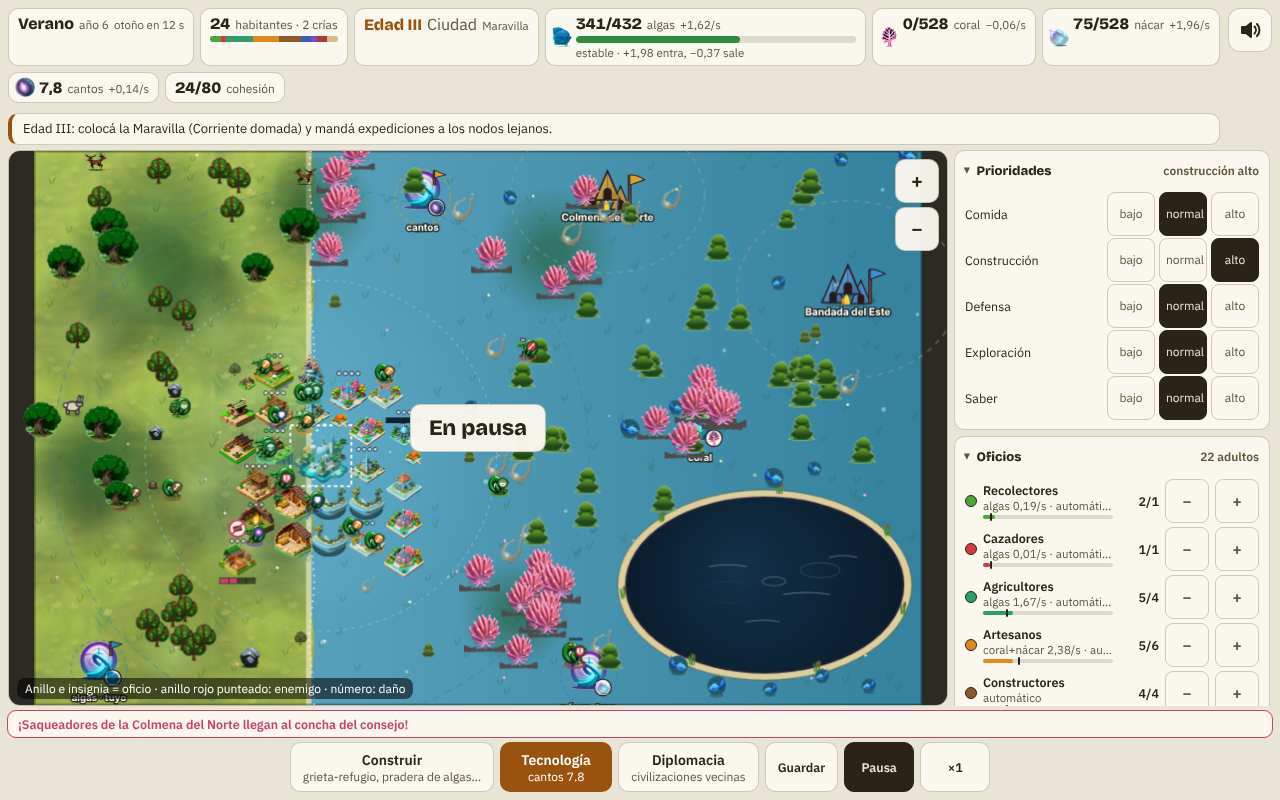 Verano año 6 otoño en 12 s
24 habitantes · 2 crías
Edad III Ciudad Maravilla
341/432 algas +1,62/s
estable · +1,98 entra, −0,37 sale
0/528 coral −0,06/s
75/528 nácar +1,96/s
7,8 cantos +0,14/s
24/80 cohesión
Edad III: colocá la Maravilla (Corriente domada) y mandá expediciones a los nodos lejanos.
cantos
Bandada del Este
coral
En pausa
+
−
Anillo e insignia = oficio · anillo rojo punteado: enemigo · número: daño
▼ Prioridades construcción alto
Comida bajo normal alto
Construcción bajo normal alto
Defensa bajo normal alto
Exploración bajo normal alto
Saber bajo normal alto
▼ Oficios 22 adultos
Recolectores
algas 0,19/s · automáti...
2/1 − +
Cazadores
algas 0,01/s · automáti...
1/1 − +
Agricultores
algas 1,67/s · automáti...
5/4 − +
Artesanos
coral+nácar 2,38/s · au...
5/6 − +
Constructores
automático
4/4 − +
¡Saqueadores de la Colmena del Norte llegan al concha del consejo!
Construir
grieta-refugio, pradera de algas...
Tecnología
cantos 7.8
Diplomacia
civilizaciones vecinas
Guardar
Pausa
×1